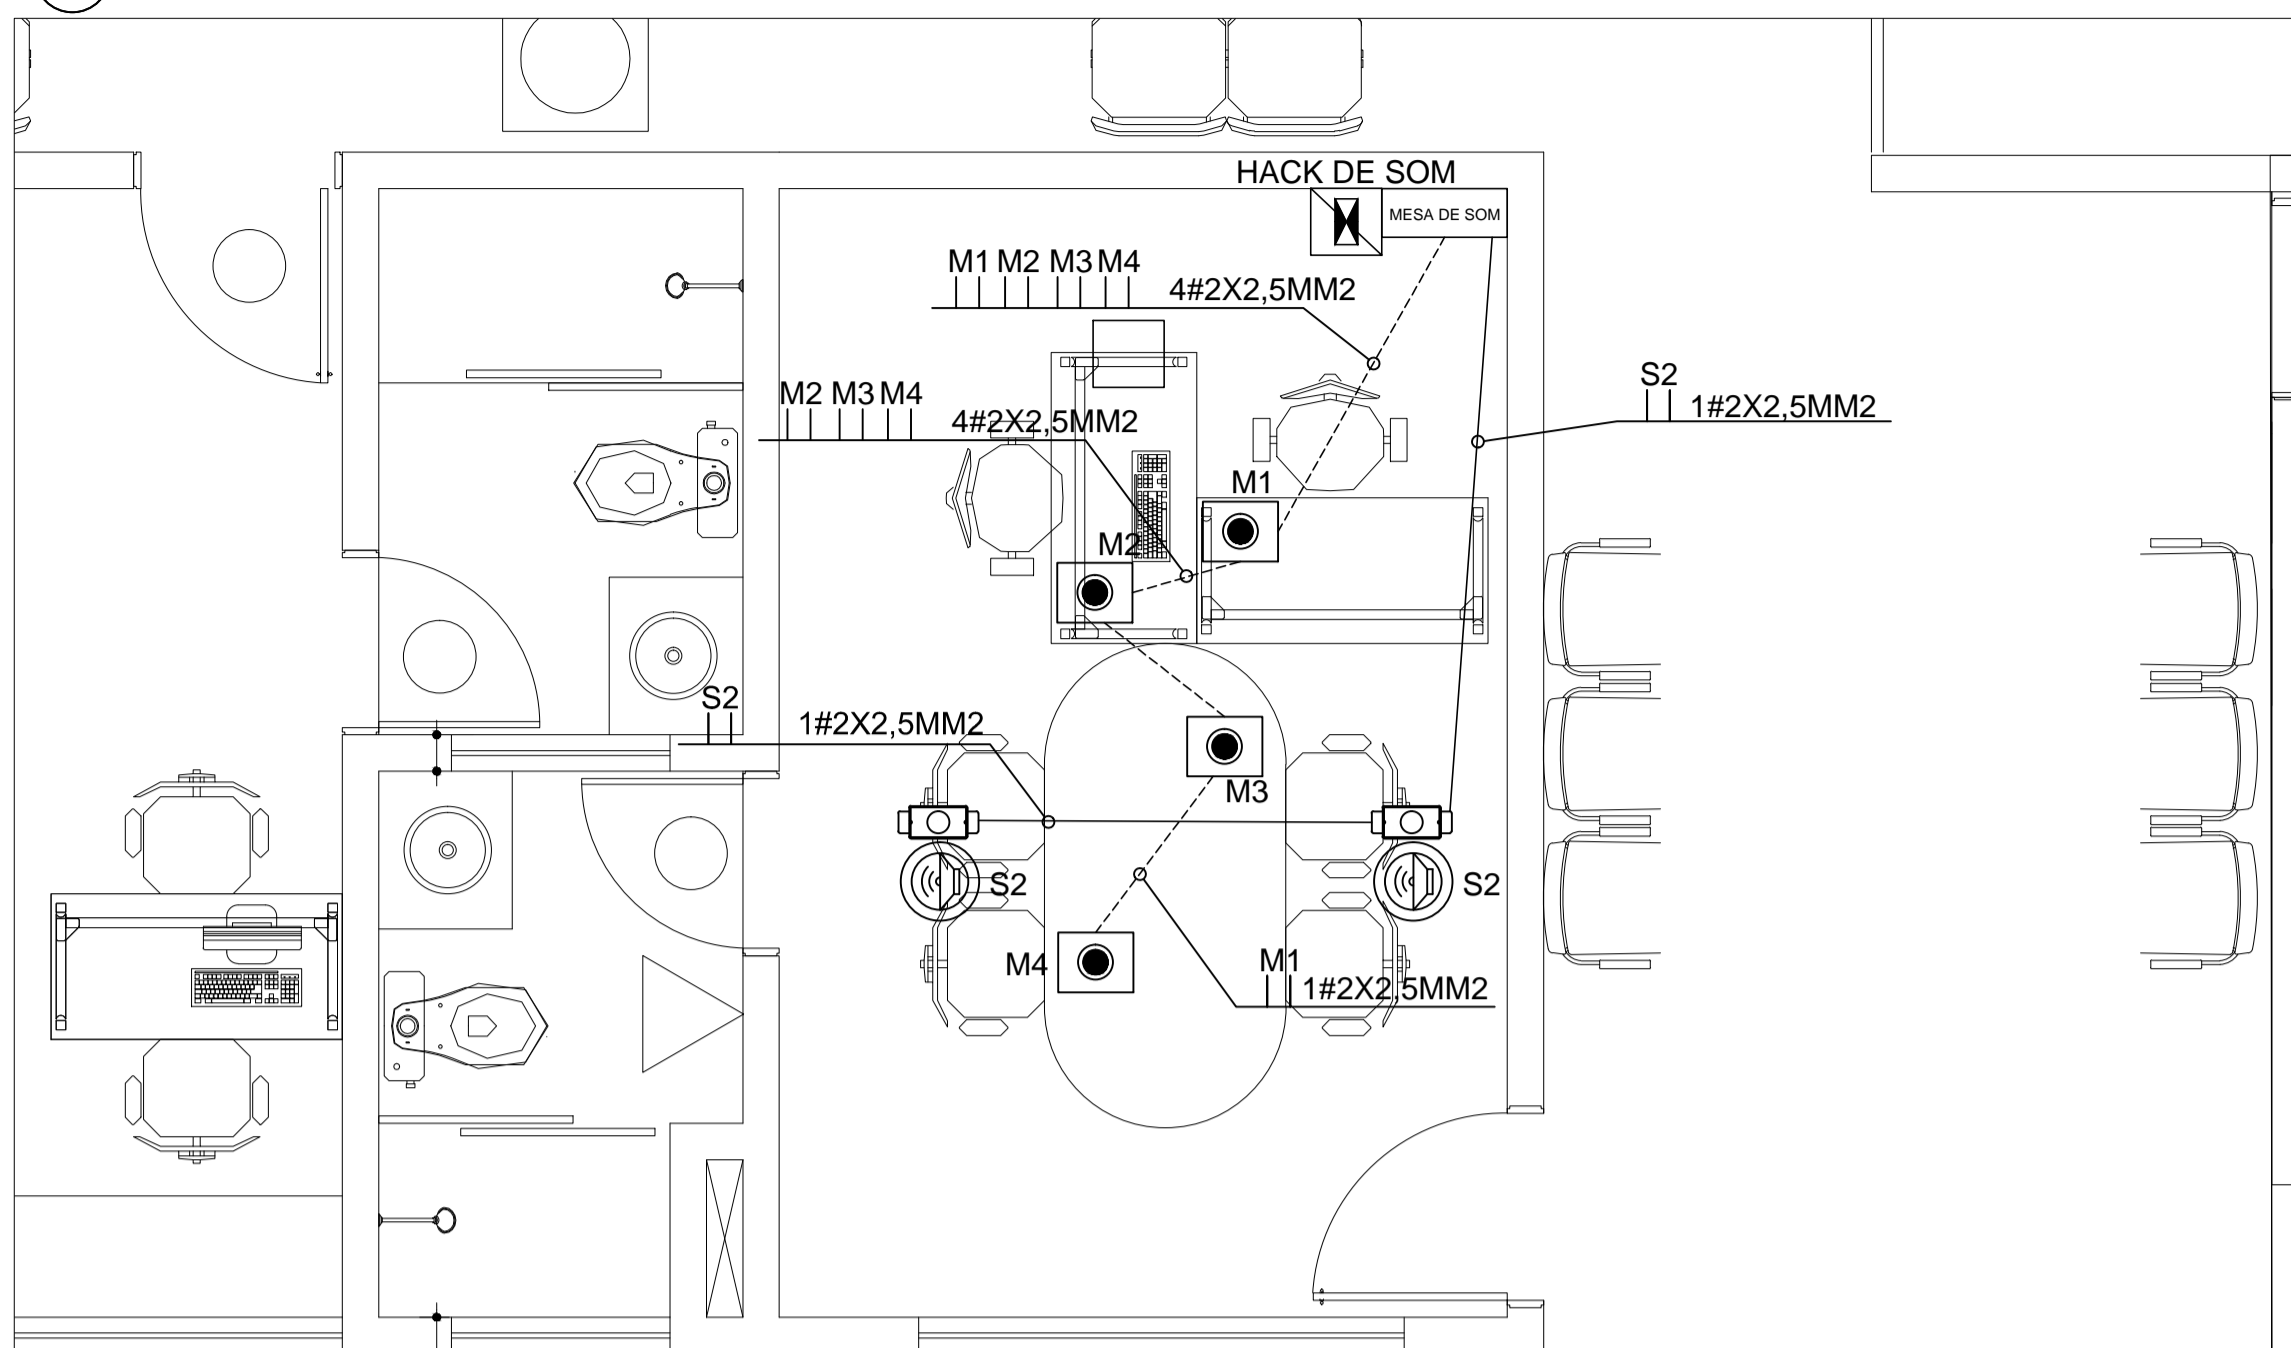 HACK DE SOM
MESA DE SOM
M1 M2 M3 M4 4#2X2,5MM2
S2 1#2X2,5MM2
M2 M3 M4 4#2X2,5MM2
M1
M2
S2 1#2X2,5MM2
M3
S2
S2
M4
M1 1#2X2,5MM2